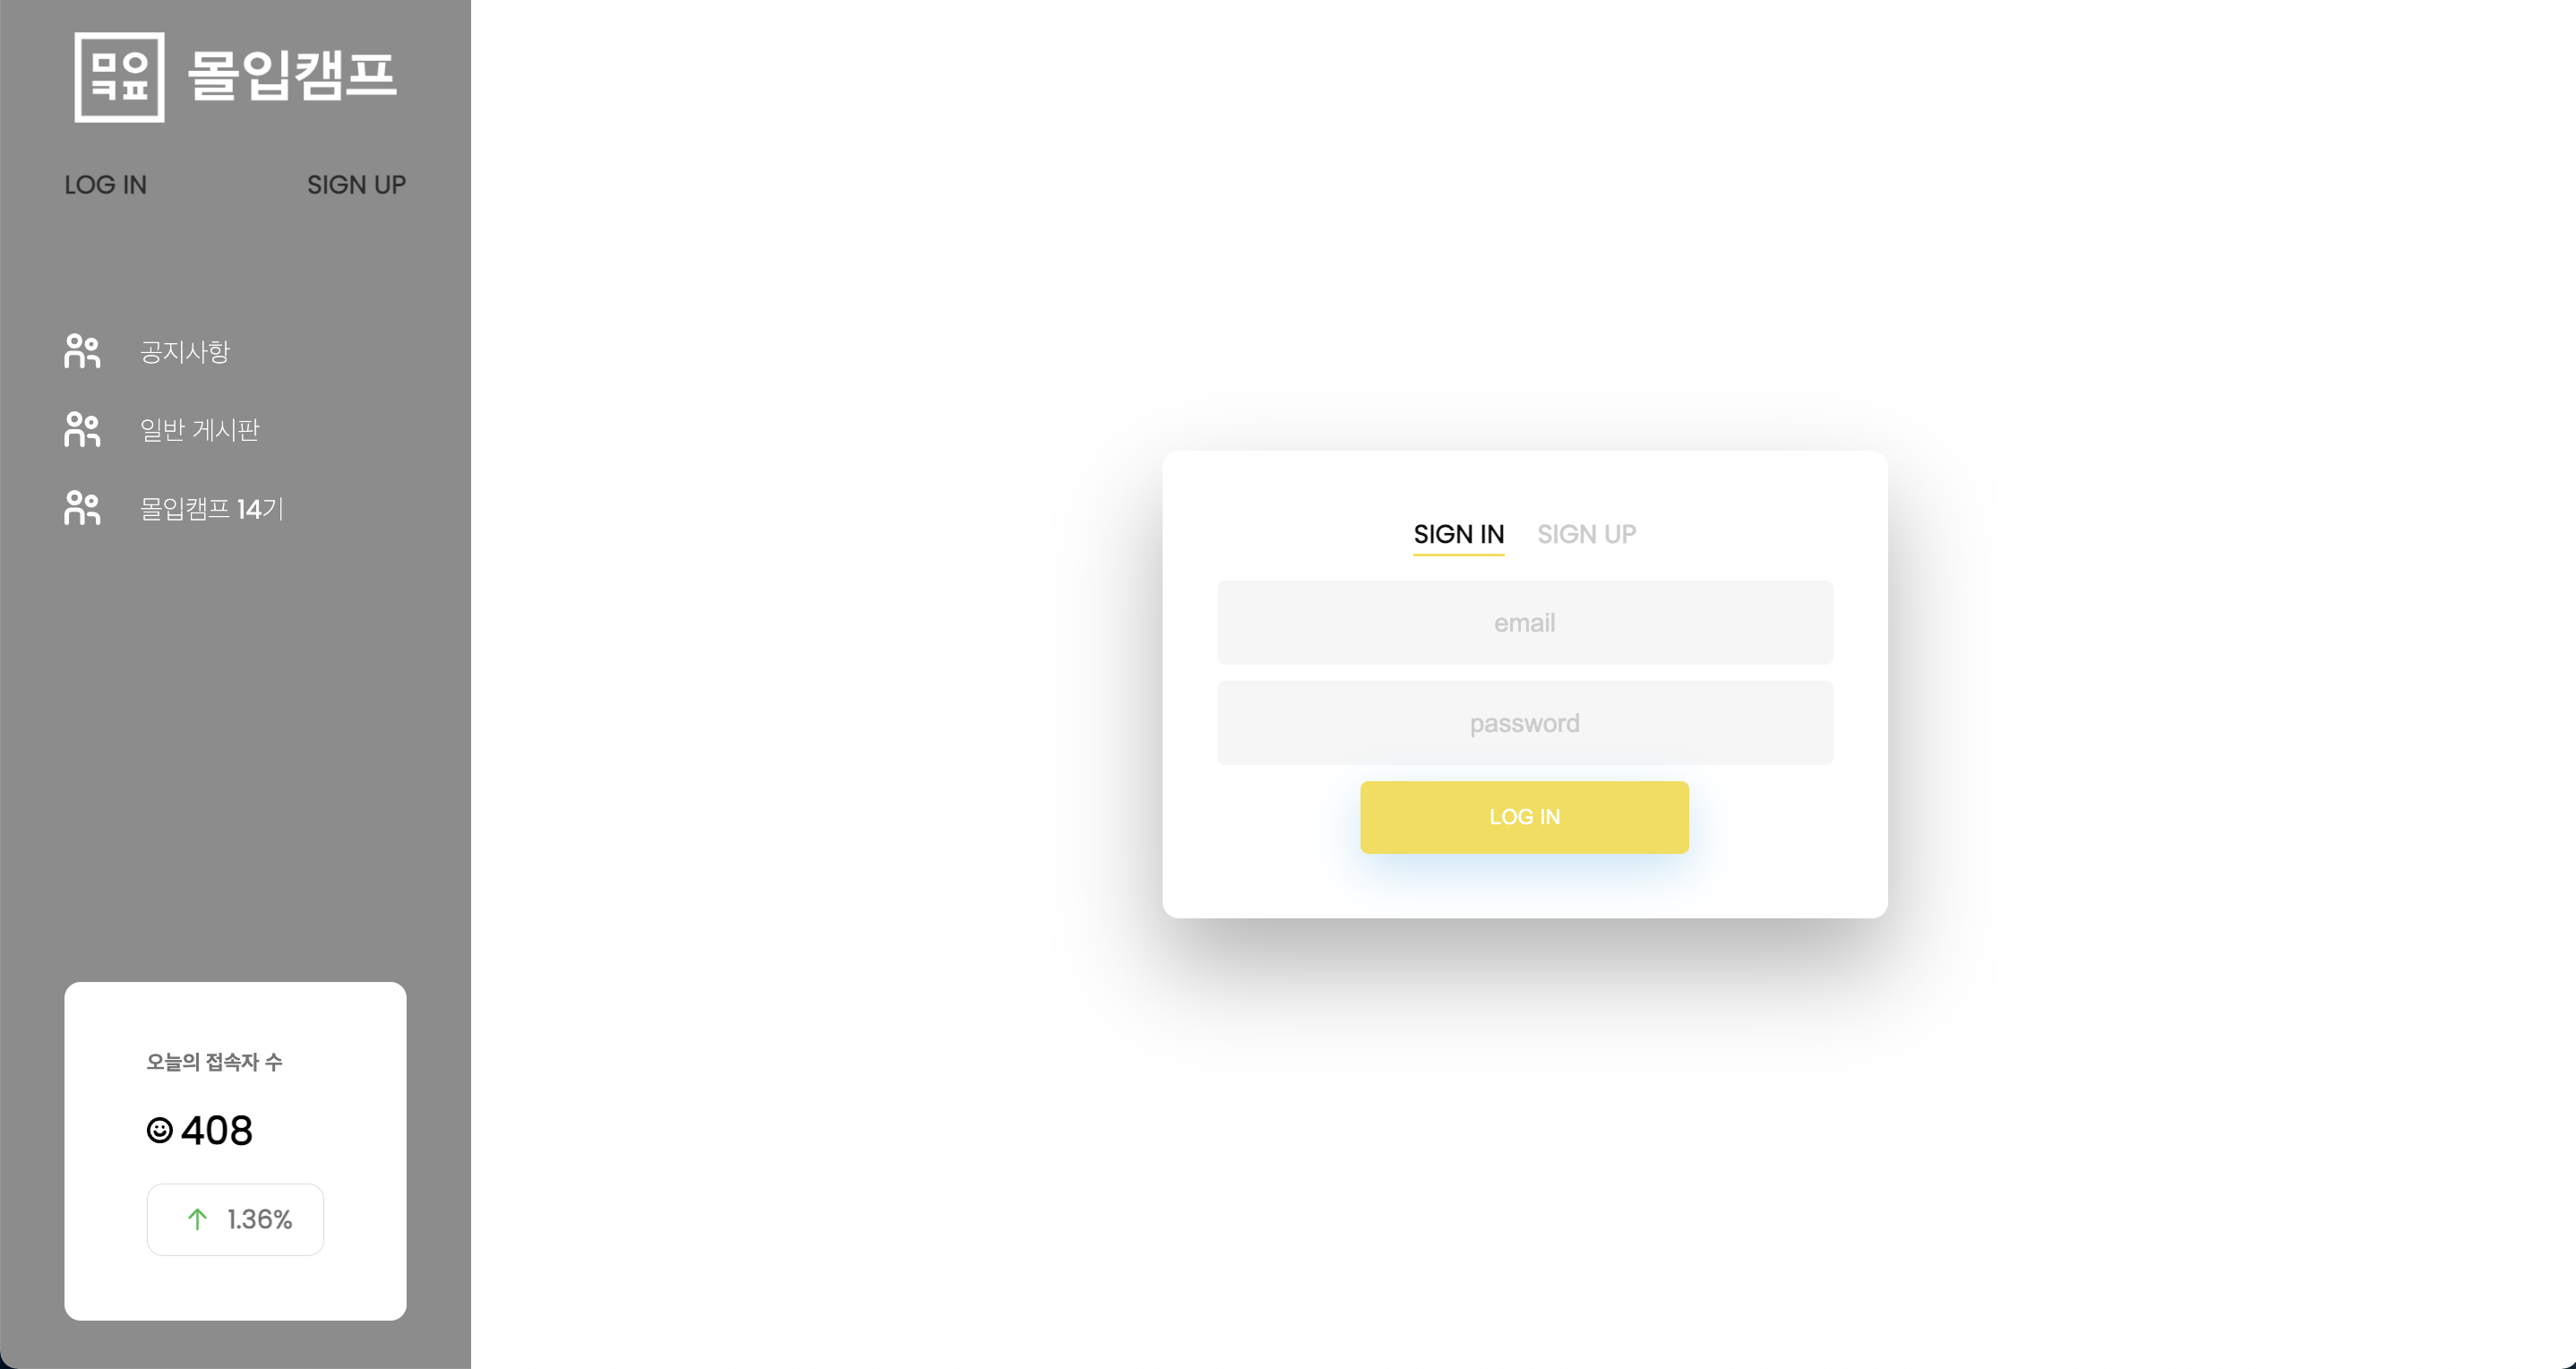 몰입캠프
LOG IN SIGN UP
공지사항
일반 게시판
몰입캠프 14기
오늘의 접속자 수
408
1.36%
SIGN IN SIGN UP
email
password
LOG IN